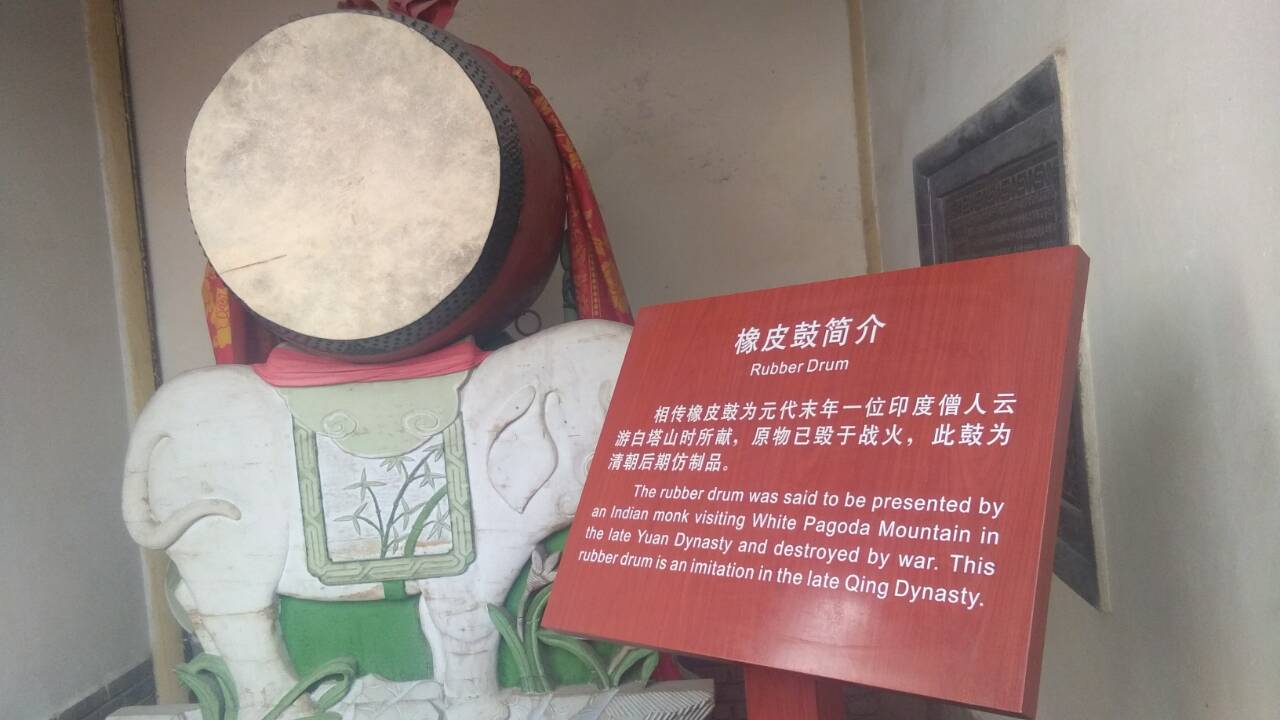 橡皮鼓简介
Rubber Drum
相传橡皮鼓为元代末年一位印度僧人云
游白塔山时所献，原物已毁于战火，此鼓为
清朝后期仿制品。
The rubber drum was said to be presented by
an Indian monk visiting White Pagoda Mountain in
the late Yuan Dynasty and destroyed by war. This
rubber drum is an imitation in the late Qing Dynasty.